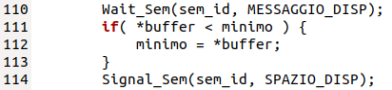 110 Wait_Sem(sem_id, MESSAGGIO_DISP);
111 if( *buffer < minimo ) {
112 minimo = *buffer;
113 }
114 Signal_Sem(sem_id, SPAZIO_DISP);